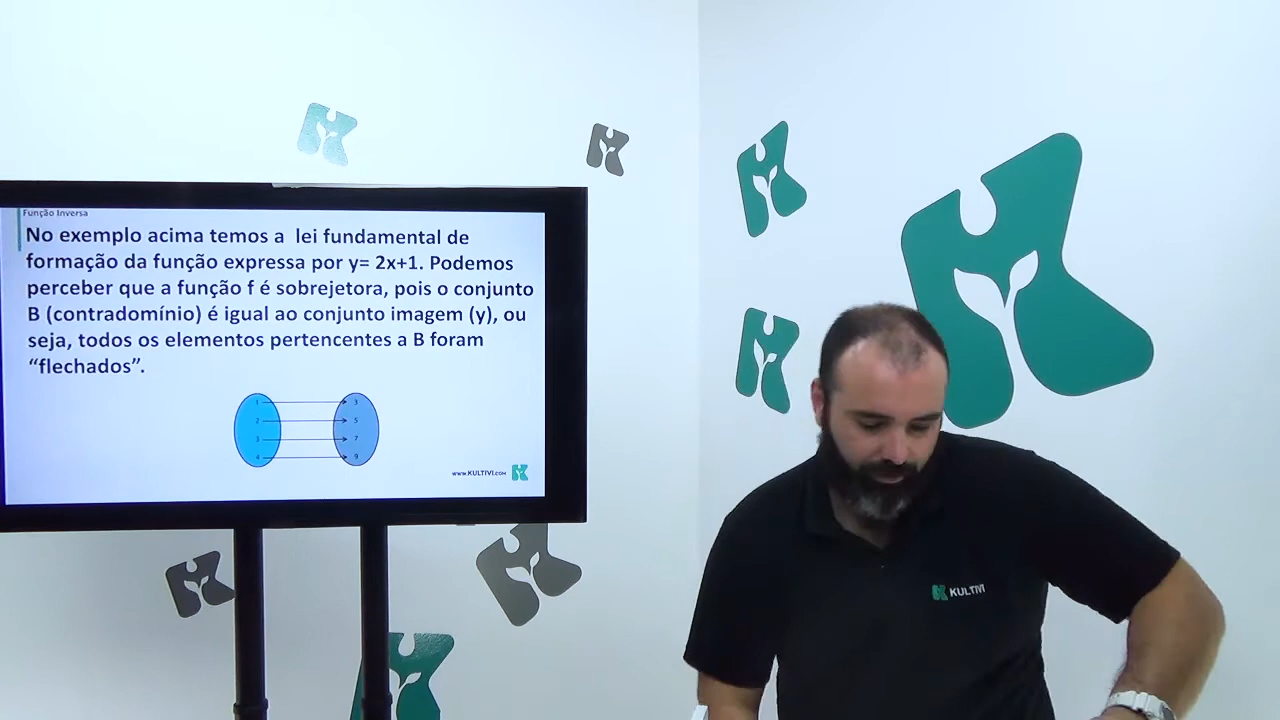 Função Inversa
No exemplo acima temos a lei fundamental de
formação da função expressa por y= 2x+1. Podemos
perceber que a função f é sobrejetora, pois o conjunto
B (contradomínio) é igual ao conjunto imagem (y), ou
seja, todos os elementos pertencentes a B foram
“flechados”.
1 3
2 5
3 7
4 9
www.KULTIVI.COM
KULTIVI